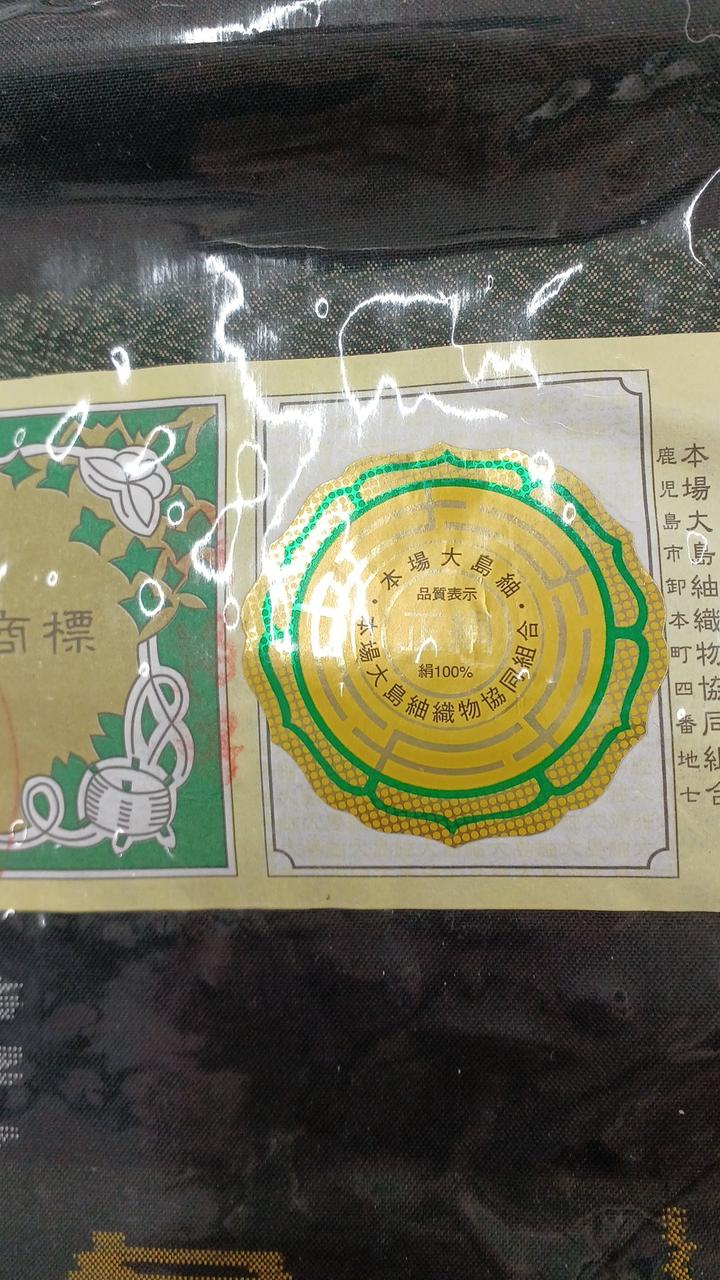 商標
・本場大島紬・
品質表示
絹100%
本場大島紬織物協同組合
本場大島紬織物協同組合
鹿児島市卸本町四番地七